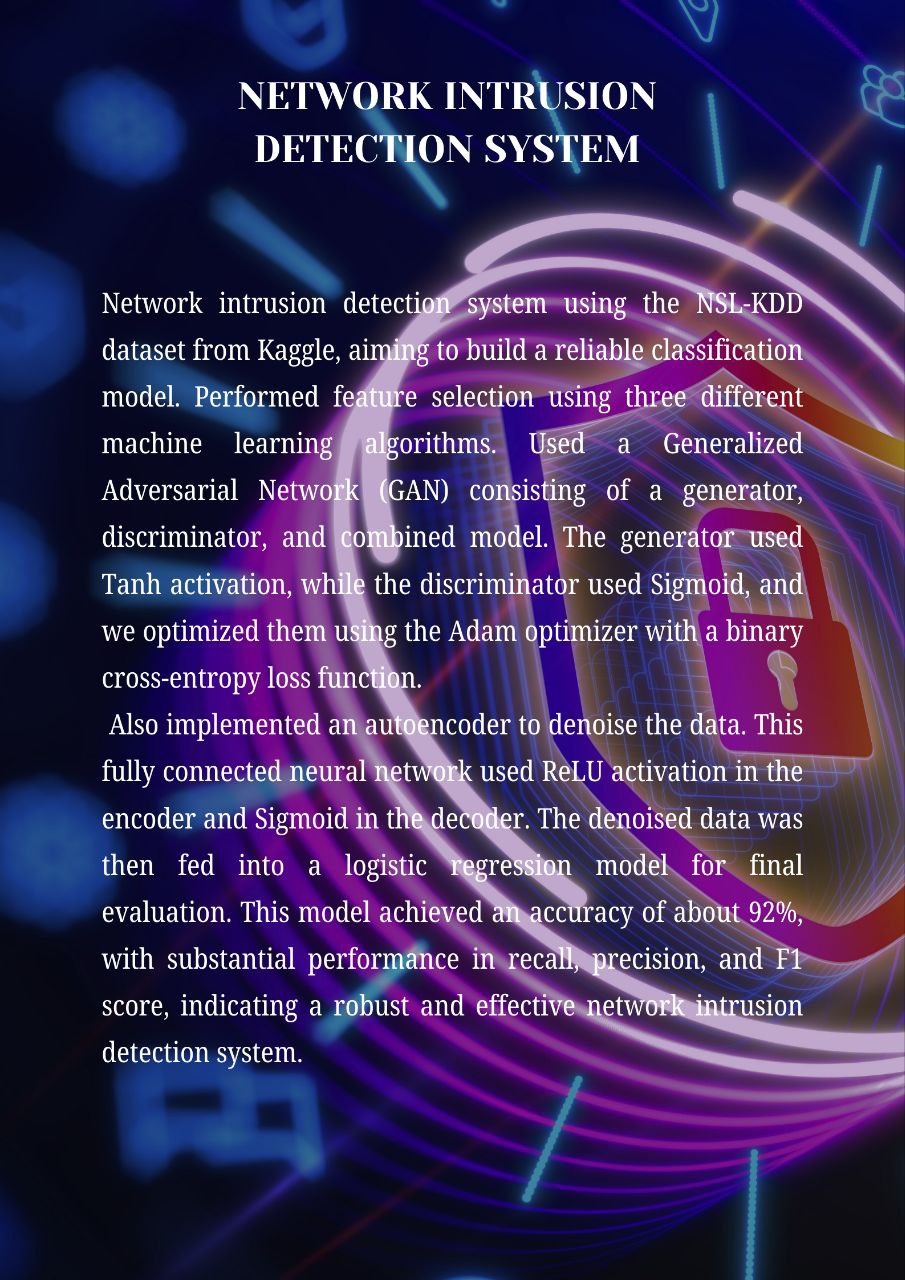 NETWORK INTRUSION
DETECTION SYSTEM
Network intrusion detection system using the NSL-KDD
dataset from Kaggle, aiming to build a reliable classification
model. Performed feature selection using three different
machine learning algorithms. Used a Generalized
Adversarial Network (GAN) consisting of a generator,
discriminator, and combined model. The generator used
Tanh activation, while the discriminator used Sigmoid, and
we optimized them using the Adam optimizer with a binary
cross-entropy loss function.
Also implemented an autoencoder to denoise the data. This
fully connected neural network used ReLU activation in the
encoder and Sigmoid in the decoder. The denoised data was
then fed into a logistic regression model for final
evaluation. This model achieved an accuracy of about 92%,
with substantial performance in recall, precision, and F1
score, indicating a robust and effective network intrusion
detection system.